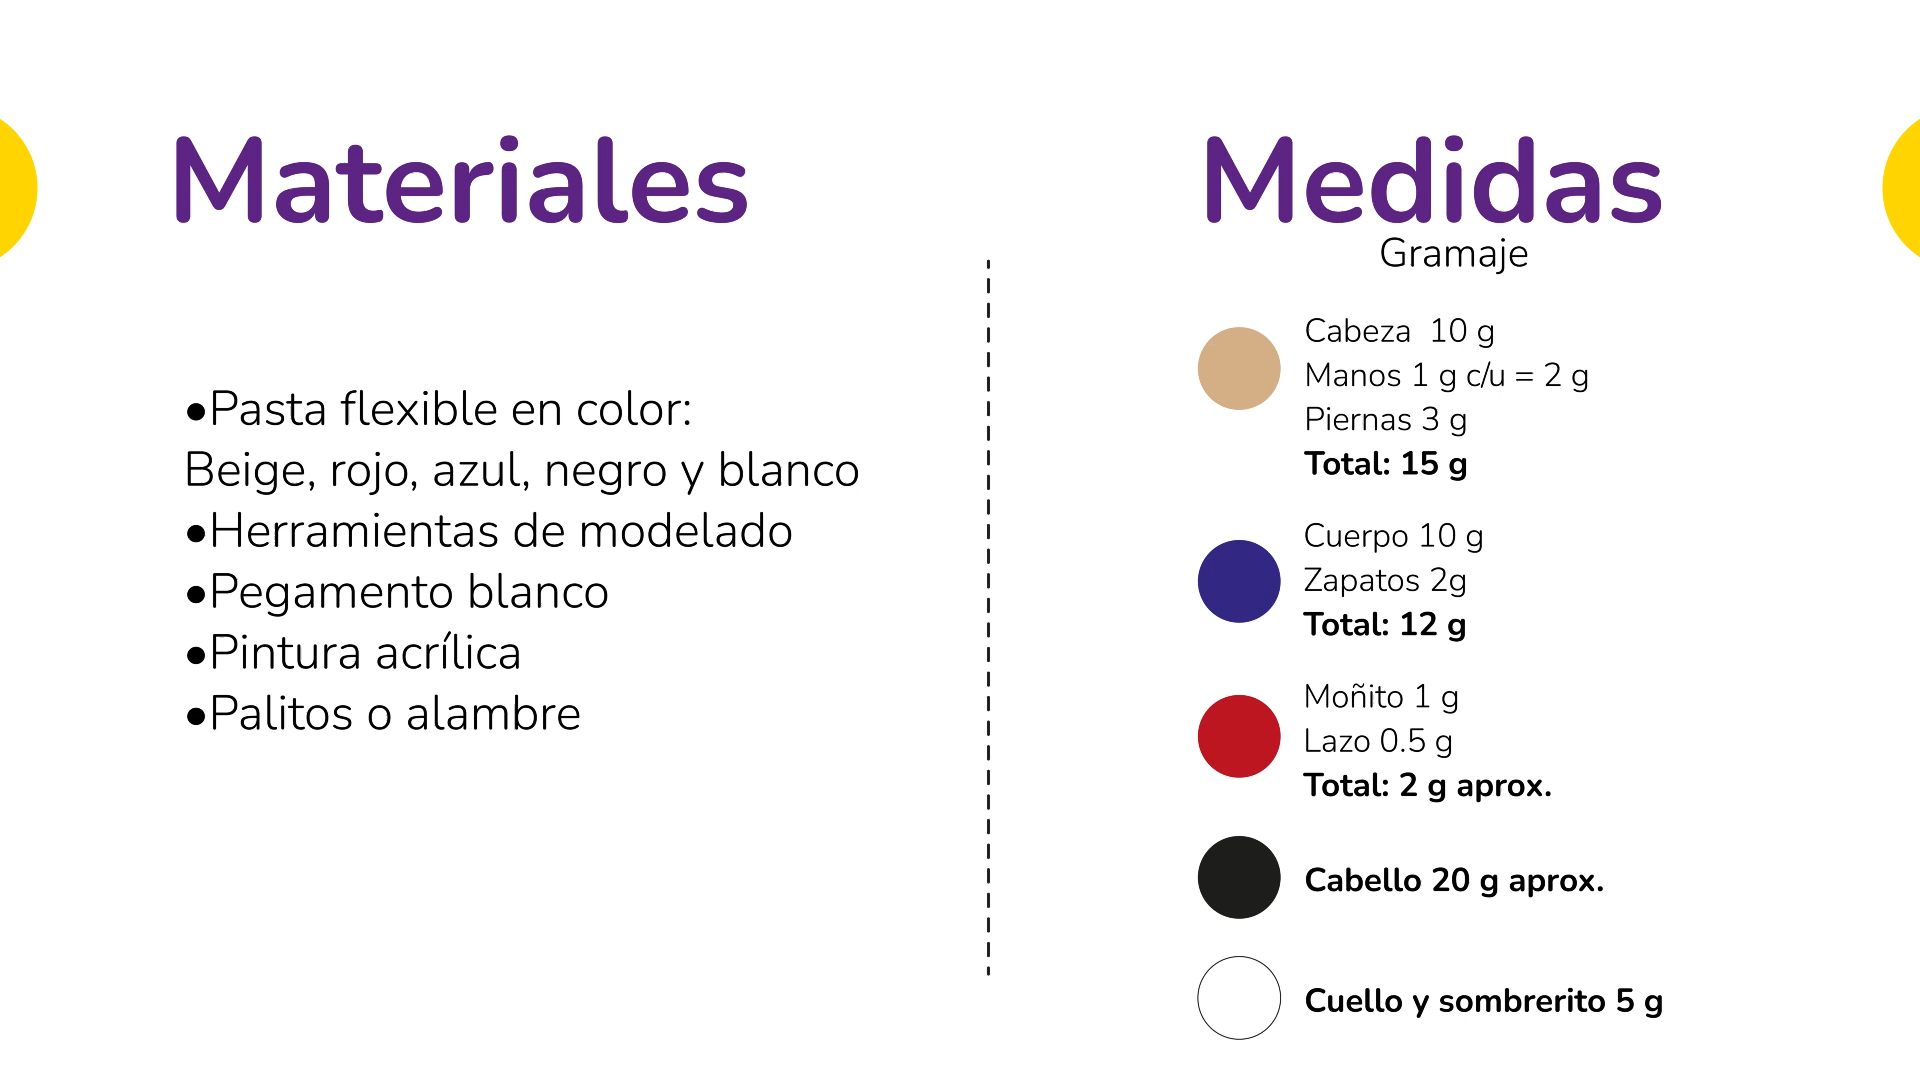 Materiales
•Pasta flexible en color:
Beige, rojo, azul, negro y blanco
•Herramientas de modelado
•Pegamento blanco
•Pintura acrílica
•Palitos o alambre
Medidas
Gramaje
Cabeza  10 g
Manos 1 g c/u = 2 g
Piernas 3 g
Total: 15 g
Cuerpo 10 g
Zapatos 2g
Total: 12 g
Moñito 1 g
Lazo 0.5 g
Total: 2 g aprox.
Cabello 20 g aprox.
Cuello y sombrerito 5 g